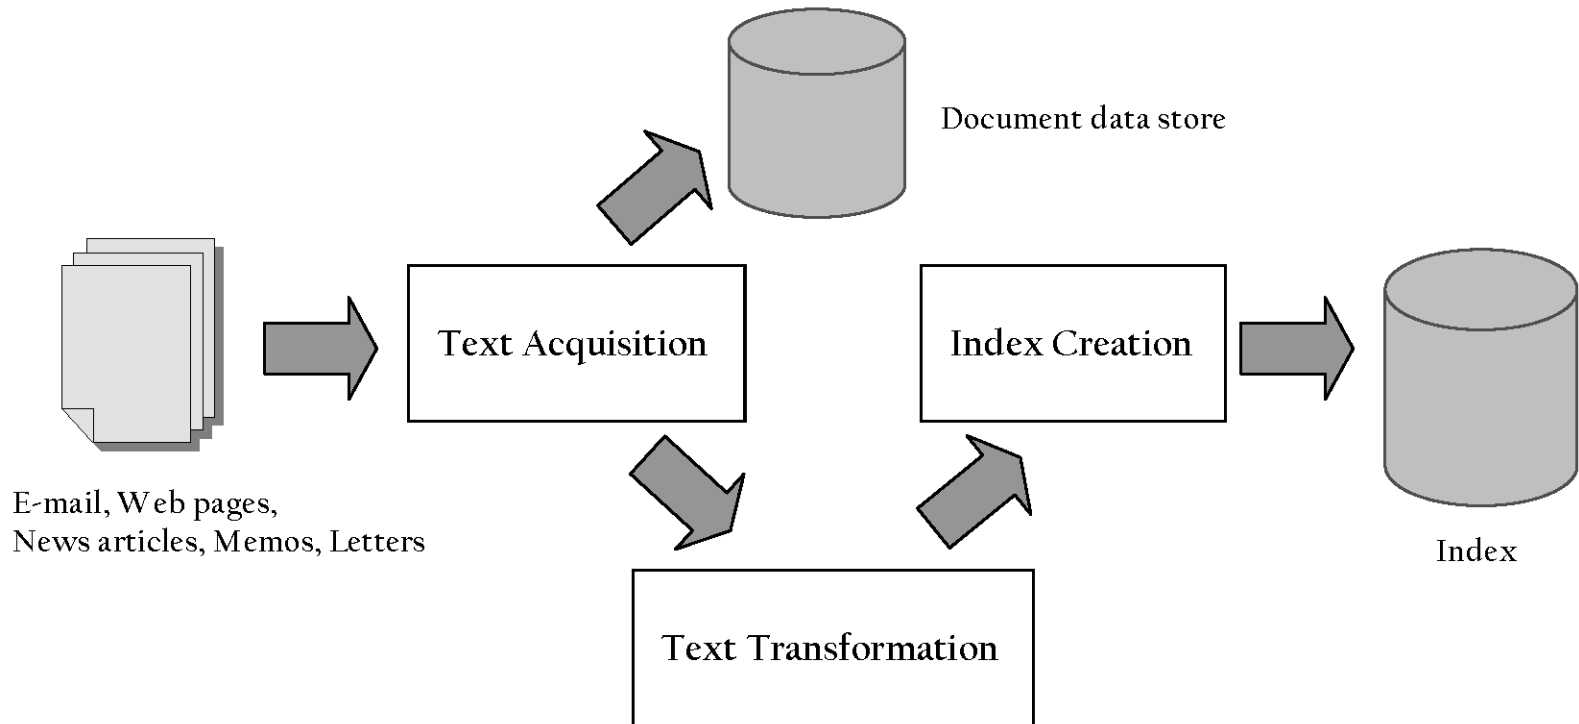 Document data store
Text Acquisition
Index Creation
E-mail, Web pages,
News articles, Memos, Letters
Index
Text Transformation